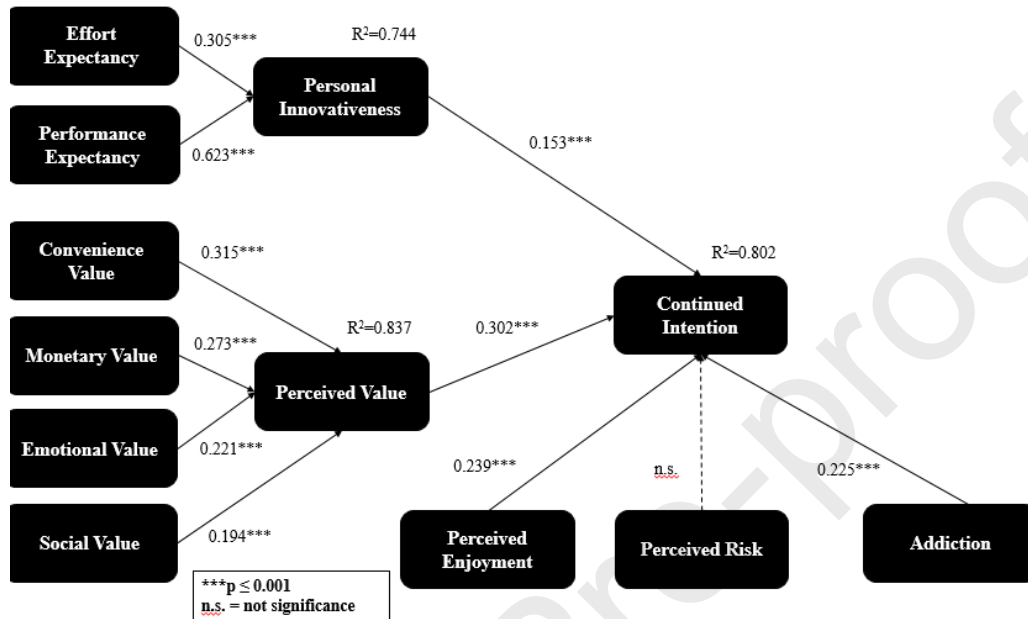 Effort
Expectancy
0.305***
R²=0.744
Personal
Innovativeness
Performance
Expectancy
0.623***
0.153***
Convenience
Value
0.315***
R²=0.802
Continued
Intention
Monetary Value
0.273***
R²=0.837
0.302***
Perceived Value
Emotional Value
0.221***
0.239***
n.s.
0.225***
Social Value
0.194***
Perceived
Enjoyment
Perceived Risk
Addiction
***p ≤ 0.001
n.s. = not significance
re-proof